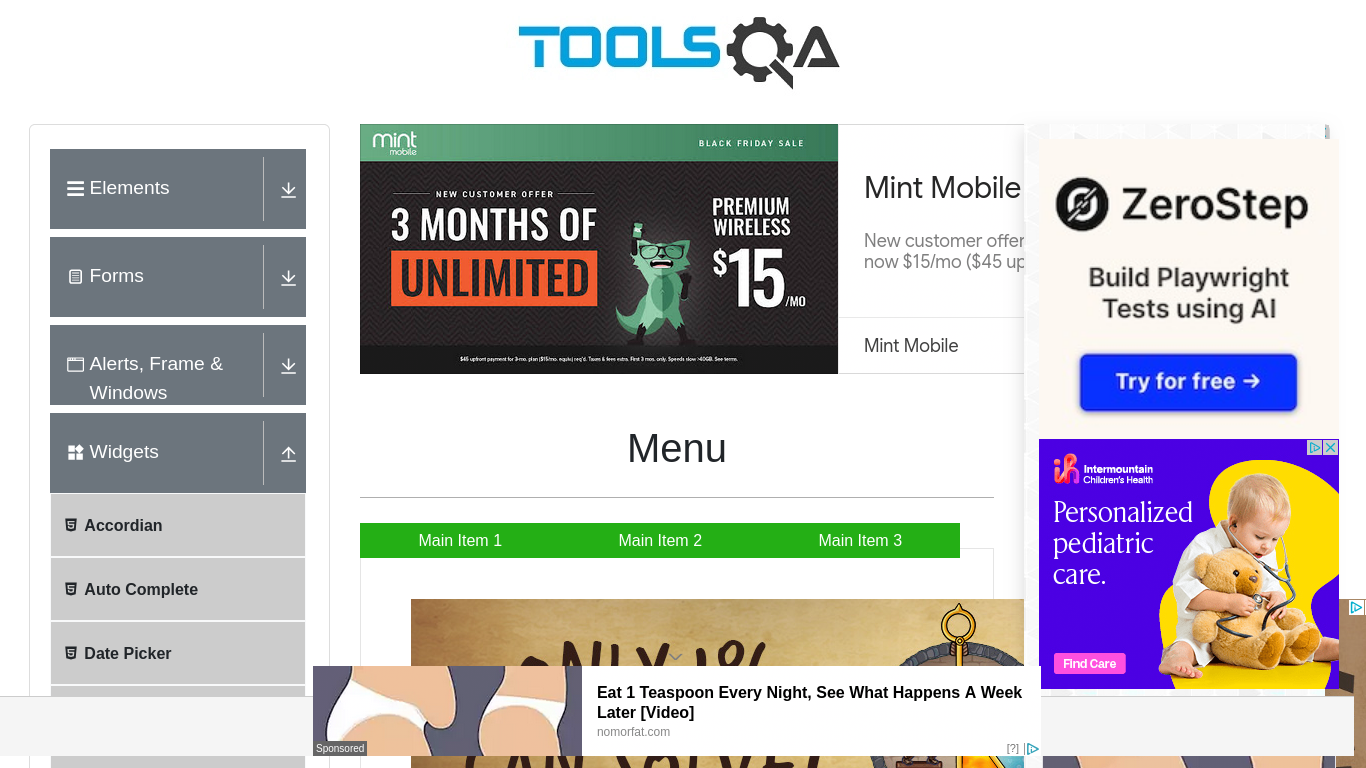 TOOLSQA
Elements
Forms
Alerts, Frame &
Windows
Widgets
Accordian
Auto Complete
Date Picker
mint
mobile
BLACK FRIDAY SALE
NEW CUSTOMER OFFER
3 MONTHS OF
UNLIMITED
PREMIUM
WIRELESS
$15/MO
$45 upfront payment for 3-mo. plan ($15/mo. equiv.) req'd. Taxes & fees extra. First 3 mos. only. Speeds slow >40GB. See terms.
Mint Mobile
New customer offer
now $15/mo ($45 up
Mint Mobile
ZeroStep
Build Playwright
Tests using AI
Try for free →
Intermountain
Children's Health
Personalized
pediatric
care.
Find Care
Menu
Main Item 1
Main Item 2
Main Item 3
ONLY 1%
CAN SOLVE!
Eat 1 Teaspoon Every Night, See What Happens A Week
Later [Video]
nomorfat.com
Sponsored
[?]